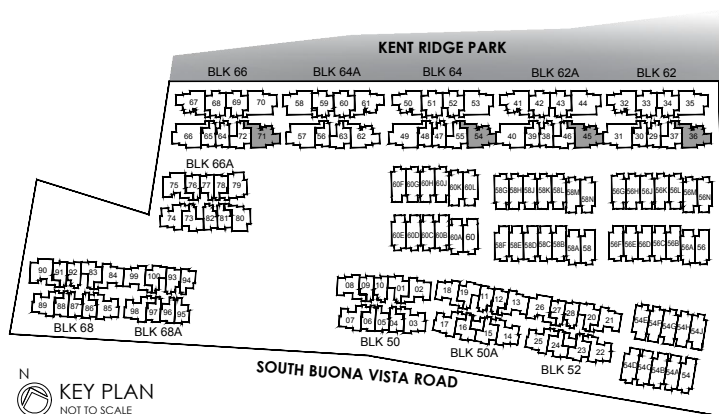 KENT RIDGE PARK
BLK 66 BLK 64A BLK 64 BLK 62A BLK 62
67 68 69 70 58 59 60 61 50 51 52 53 41 42 43 44 32 33 34 35
66 65 64 72 71 57 56 63 62 49 48 47 55 54 40 39 38 46 45 31 30 29 37 36
BLK 66A
75 76 77 78 79 60F 60G 60H 60J 60K 60L 58G 58H 58J 58K 58L 58M 58N 56G 56H 56J 56K 56L 56M 56N
74 73 82 81 80
60E 60D 60C 60B 60A 60 58F 58E 58D 58C 58B 58A 58 56F 56E 56D 56C 56B 56A 56
90 91 92 83 84 99 100 93 94 08 09 10 01 02 18 19 11 12 13 26 27 28 20 21 54E 54F 54G 54H 54J
89 88 87 86 85 98 97 96 95 07 06 05 04 03 17 16 15 14 25 24 23 22
BLK 68 BLK 68A BLK 50 BLK 50A BLK 52
54D 54C 54B 54A 54
SOUTH BUONA VISTA ROAD
N
KEY PLAN
NOT TO SCALE